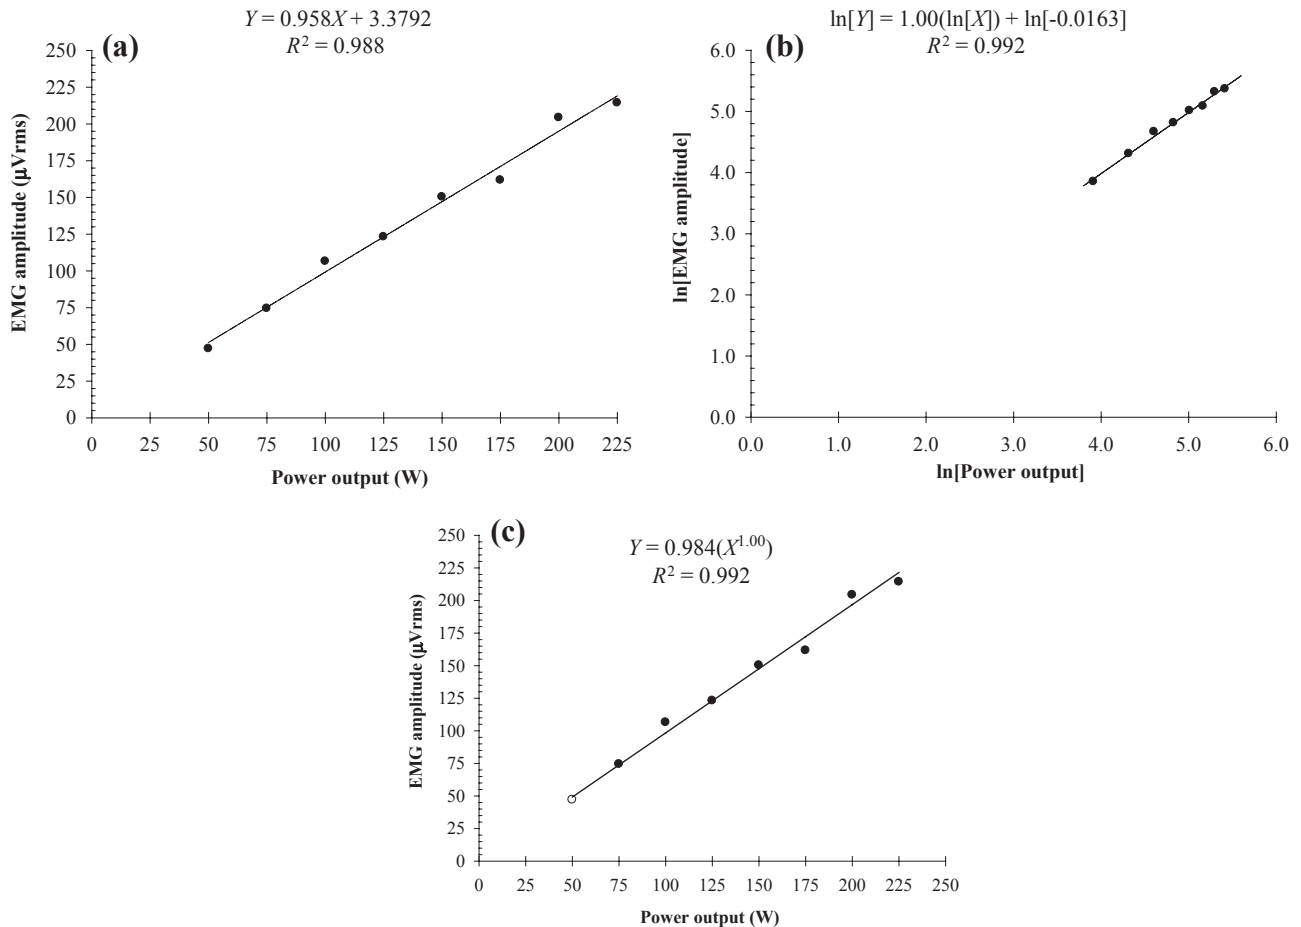 Y = 0.958X + 3.3792
R² = 0.988
(a)
250
225
200
175
150
125
100
75
50
25
0
EMG amplitude (µVrms)
0 25 50 75 100 125 150 175 200 225
Power output (W)
ln[Y] = 1.00(ln[X]) + ln[-0.0163]
R² = 0.992
(b)
6.0
5.0
4.0
3.0
2.0
1.0
0.0
ln[EMG amplitude]
0.0 1.0 2.0 3.0 4.0 5.0 6.0
ln[Power output]
(c)
Y = 0.984(X¹·⁰⁰)
R² = 0.992
250
225
200
175
150
125
100
75
50
25
0
EMG amplitude (µVrms)
0 25 50 75 100 125 150 175 200 225 250
Power output (W)